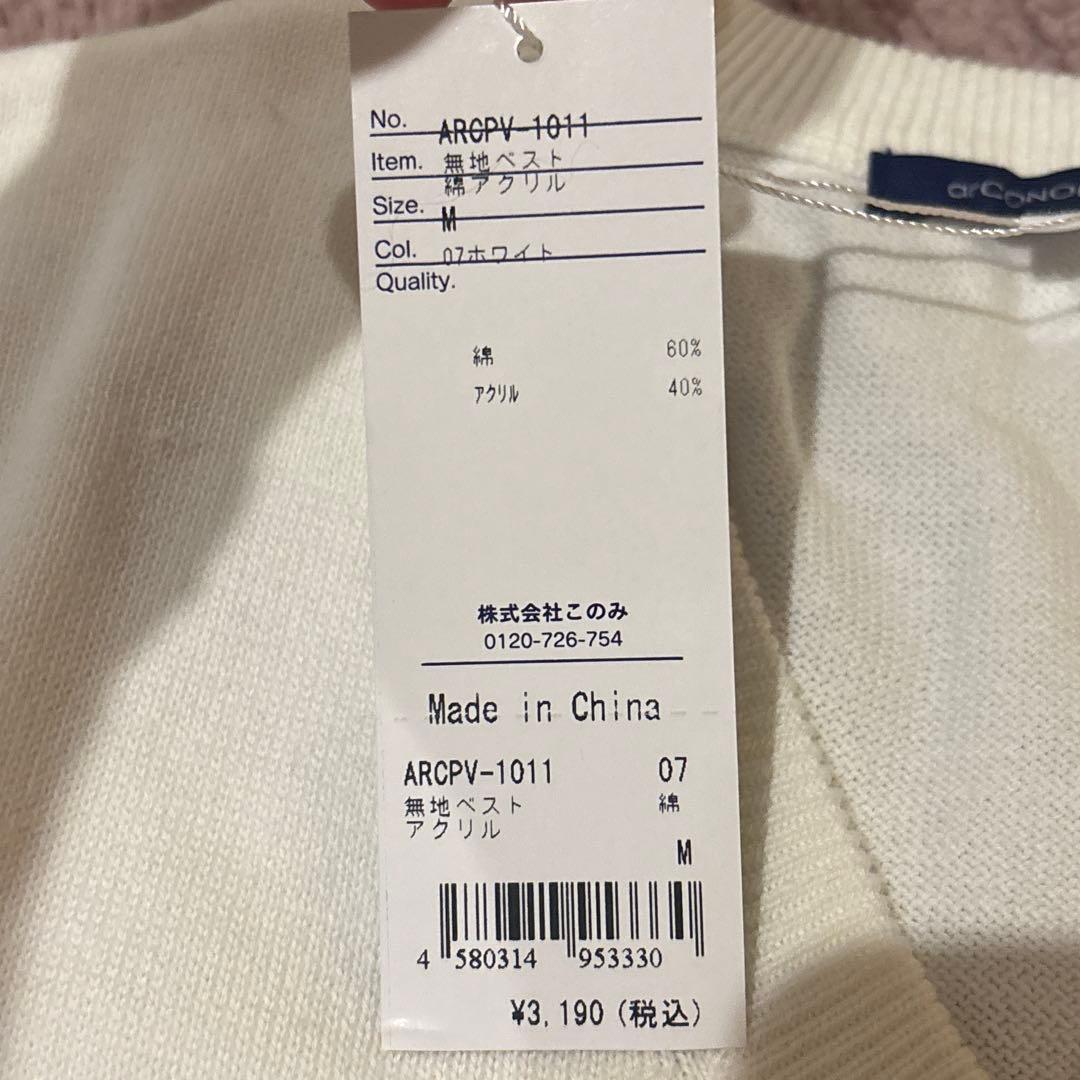 No. ARCPV-1011
Item. 無地ベスト
綿アクリル
Size. M
Col. 07ホワイト
Quality.
綿 60%
アクリル 40%
株式会社このみ
0120-726-754
Made in China
ARCPV-1011 07
無地ベスト 綿
アクリル
M
4 580314 953330
¥3,190（税込）